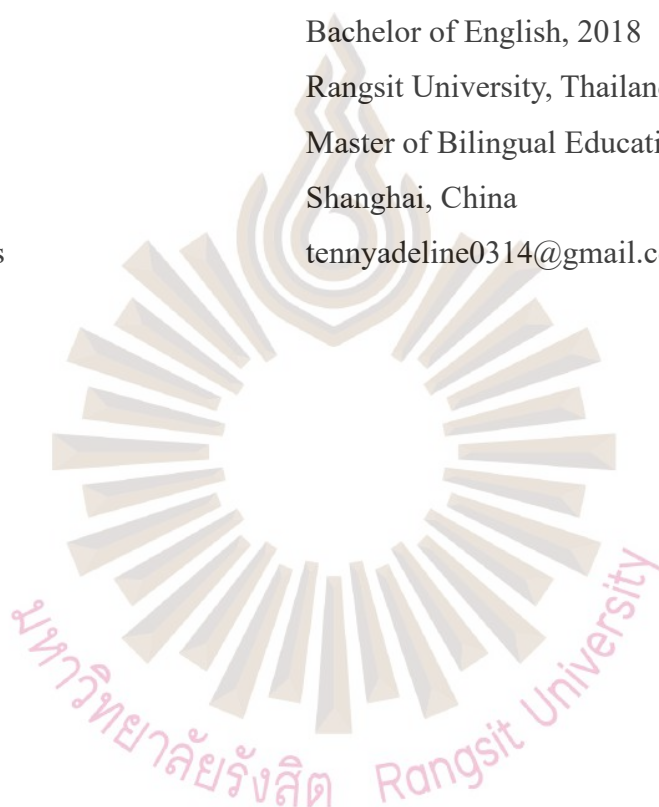 Bachelor of English, 2018
Rangsit University, Thailan
Master of Bilingual Educati
Shanghai, China
s tennyadeline0314@gmail.c
มหาวิทยาลัยรังสิต Rangsit University